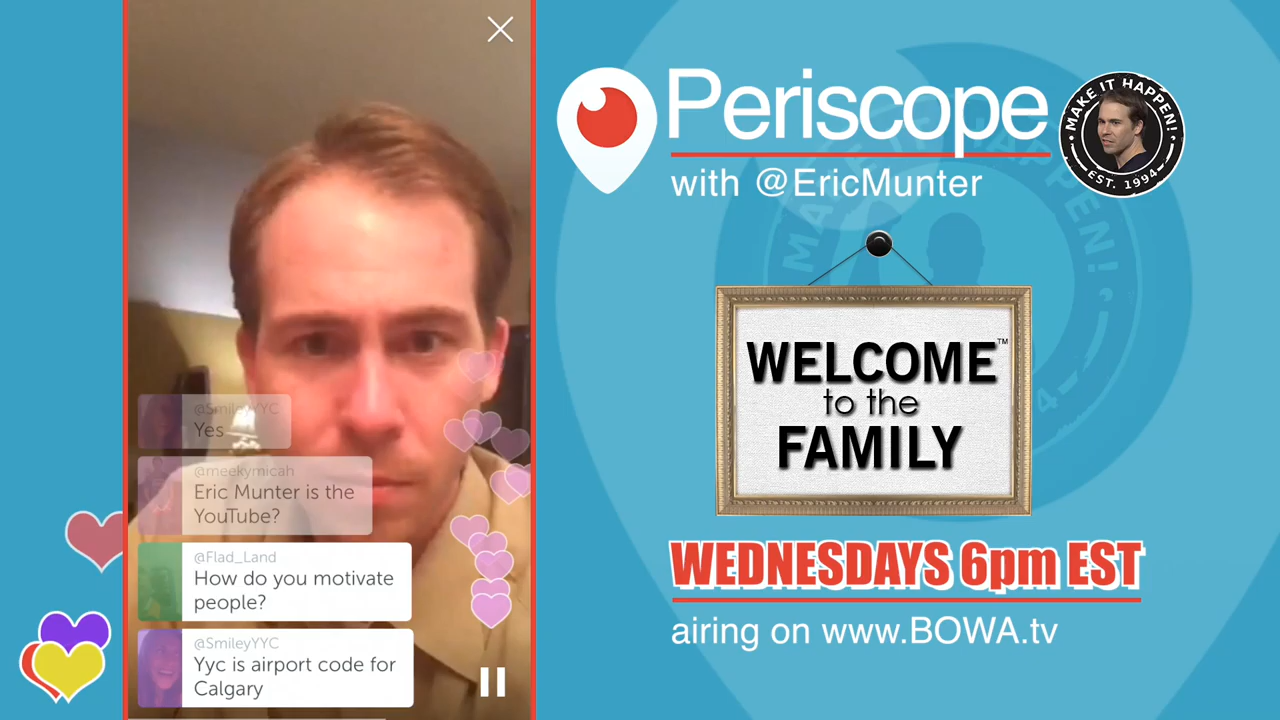 @SmileyYYC
Yes
@meekymicah
Eric Munter is the
YouTube?
@Flad_Land
How do you motivate
people?
@SmileyYYC
Yyc is airport code for
Calgary
Periscope
with @EricMunter
MAKE IT HAPPEN!
EST. 1994
WELCOME™
to the
FAMILY
WEDNESDAYS 6pm EST
airing on www.BOWA.tv